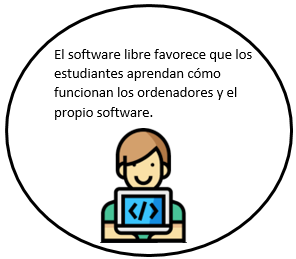 El software libre favorece que los
estudiantes aprendan cómo
funcionan los ordenadores y el
propio software.
</>